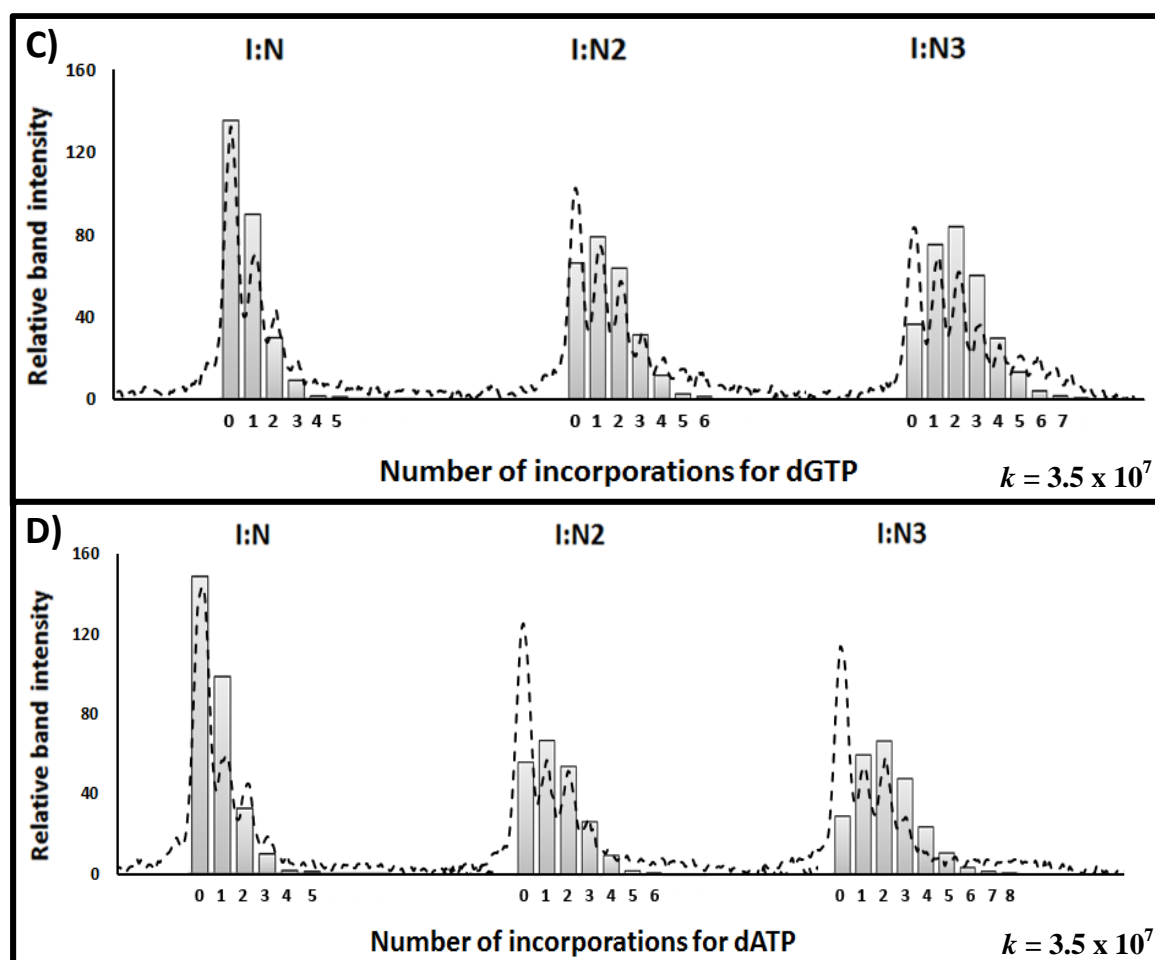 C)
I:N I:N2 I:N3
Relative band intensity
160
120
80
40
0
0 1 2 3 4 5 0 1 2 3 4 5 6 0 1 2 3 4 5 6 7
Number of incorporations for dGTP
k = 3.5 x 10⁷
D)
I:N I:N2 I:N3
Relative band intensity
160
120
80
40
0
0 1 2 3 4 5 0 1 2 3 4 5 6 0 1 2 3 4 5 6 7 8
Number of incorporations for dATP
k = 3.5 x 10⁷